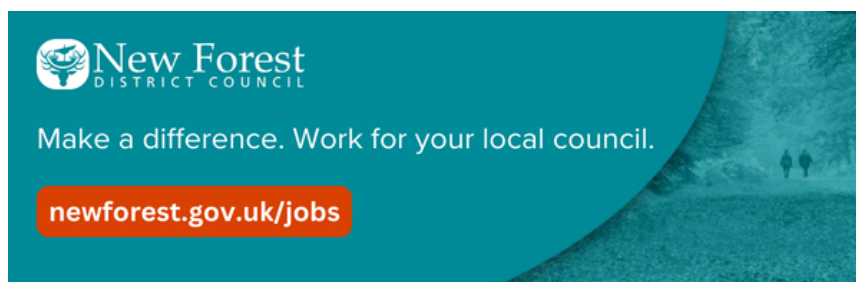 New Forest
DISTRICT COUNCIL
Make a difference. Work for your local council.
newforest.gov.uk/jobs